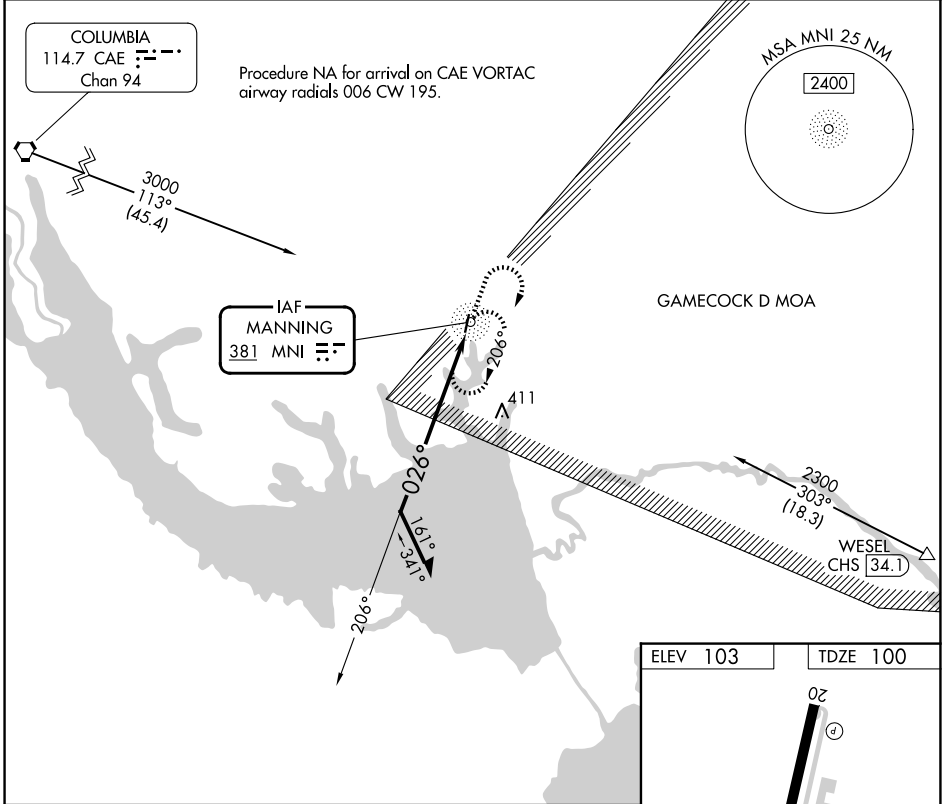 COLUMBIA
114.7 CAE
Chan 94
Procedure NA for arrival on CAE VORTAC
airway radials 006 CW 195.
MSA MNI 25 NM
2400
3000
113°
(45.4)
IAF
MANNING
381 MNI
206°
GAMECOCK D MOA
411
026°
161°
341°
206°
2300
303°
(18.3)
WESEL
CHS 34.1
ELEV 103
TDZE 100
20
P